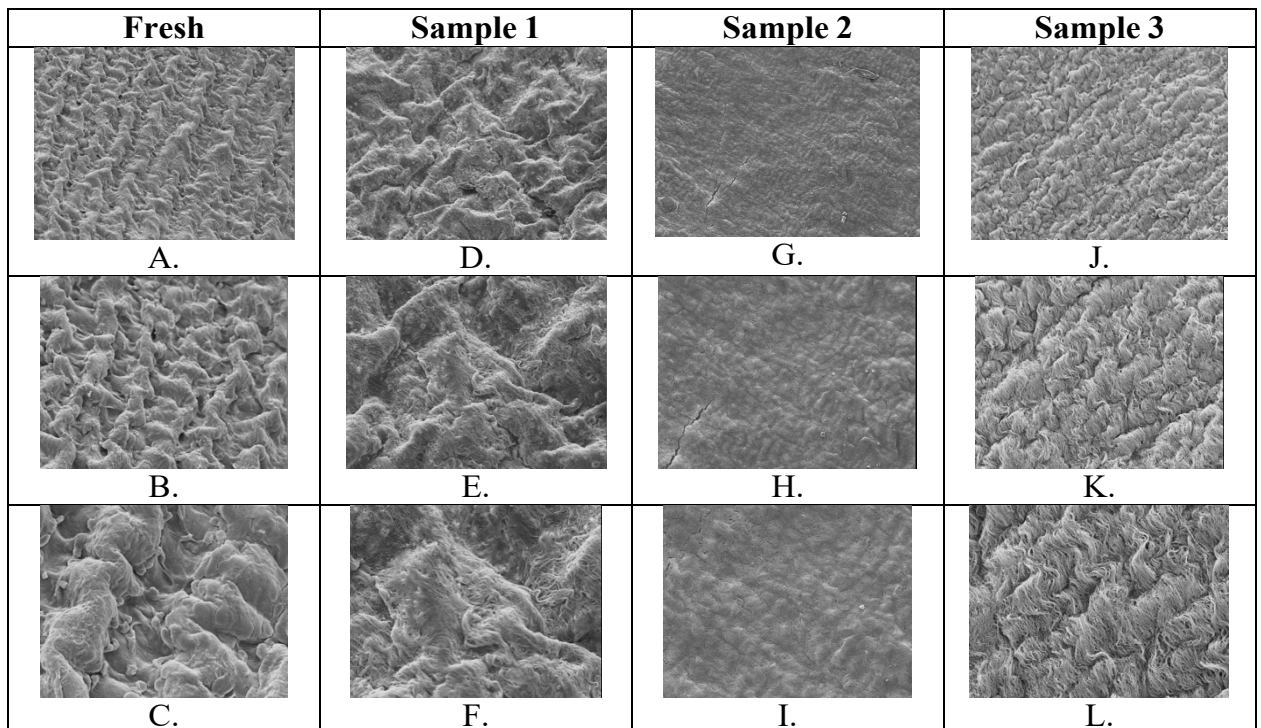 Fresh Sample 1 Sample 2 Sample 3
A. D. G. J.
B. E. H. K.
C. F. I. L.